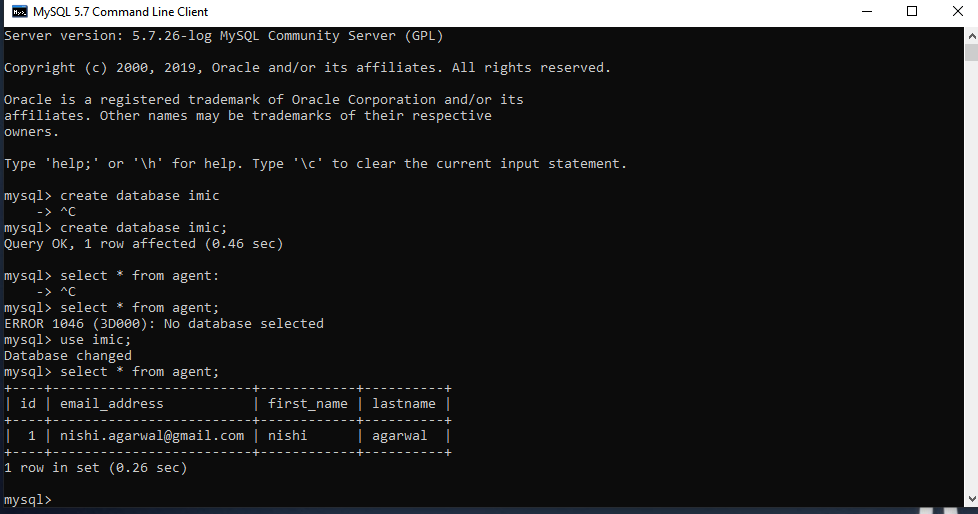 MySQL 5.7 Command Line Client
Server version: 5.7.26-log MySQL Community Server (GPL)
Copyright (c) 2000, 2019, Oracle and/or its affiliates. All rights reserved.
Oracle is a registered trademark of Oracle Corporation and/or its
affiliates. Other names may be trademarks of their respective
owners.
Type 'help;' or '\h' for help. Type '\c' to clear the current input statement.
mysql> create database imic
    -> ^C
mysql> create database imic;
Query OK, 1 row affected (0.46 sec)
mysql> select * from agent:
    -> ^C
mysql> select * from agent;
ERROR 1046 (3D000): No database selected
mysql> use imic;
Database changed
mysql> select * from agent;
+----+-------------------------+------------+----------+
| id | email_address           | first_name | lastname |
+----+-------------------------+------------+----------+
|  1 | nishi.agarwal@gmail.com | nishi      | agarwal  |
+----+-------------------------+------------+----------+
1 row in set (0.26 sec)
mysql>